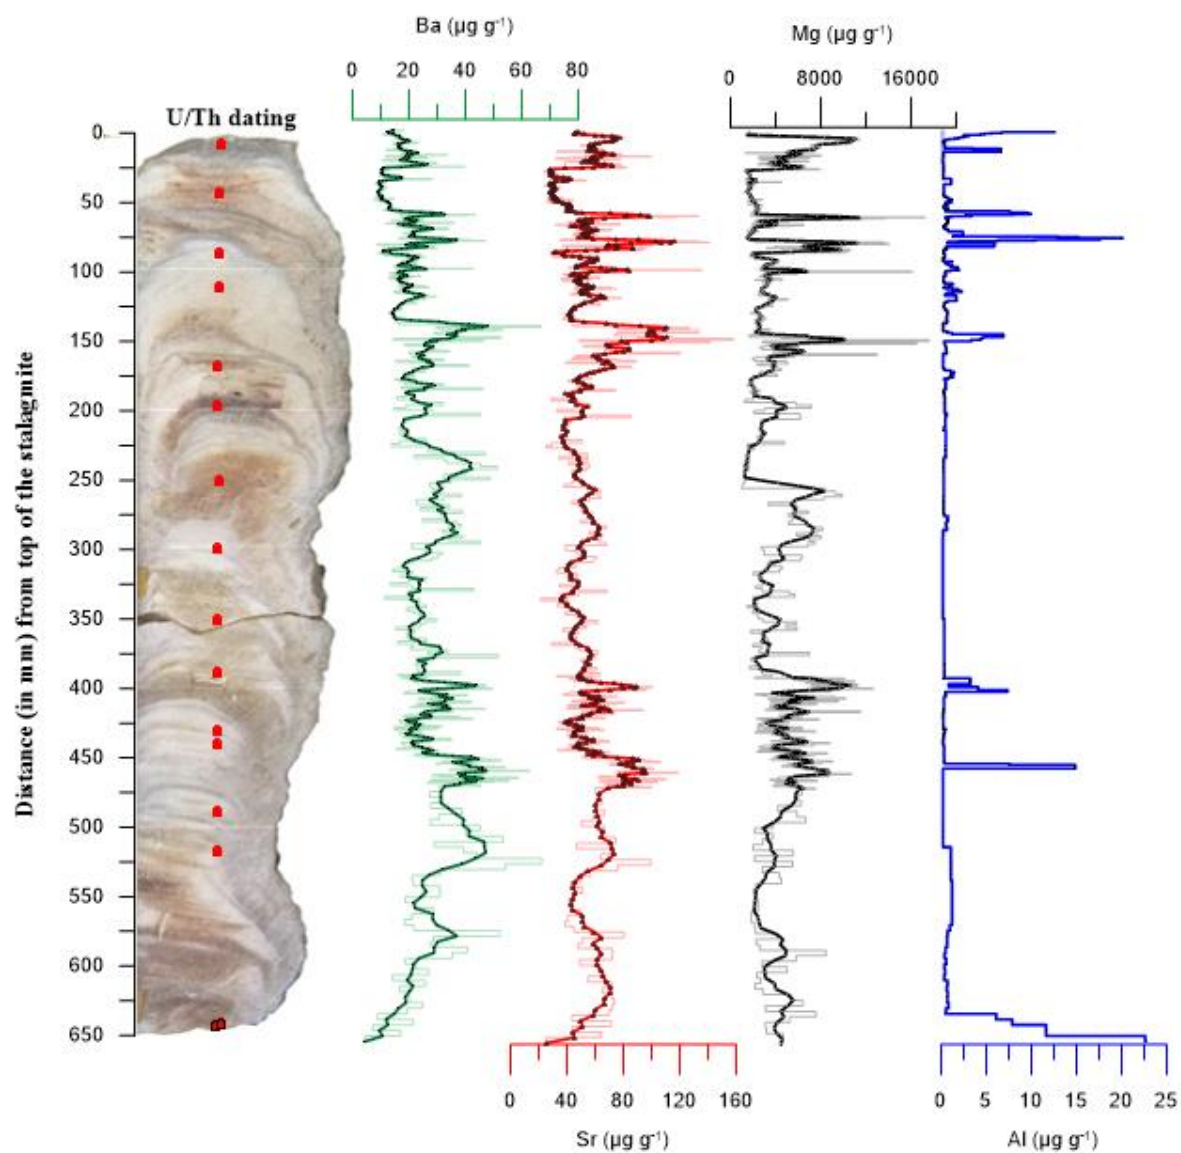 Ba (µg g⁻¹)
Mg (µg g⁻¹)
0 20 40 60 80
0 8000 16000
U/Th dating
0
50
100
150
200
250
300
350
400
450
500
550
600
650
Distance (in mm) from top of the stalagmite
0 40 80 120 160
0 5 10 15 20 25
Sr (µg g⁻¹)
Al (µg g⁻¹)